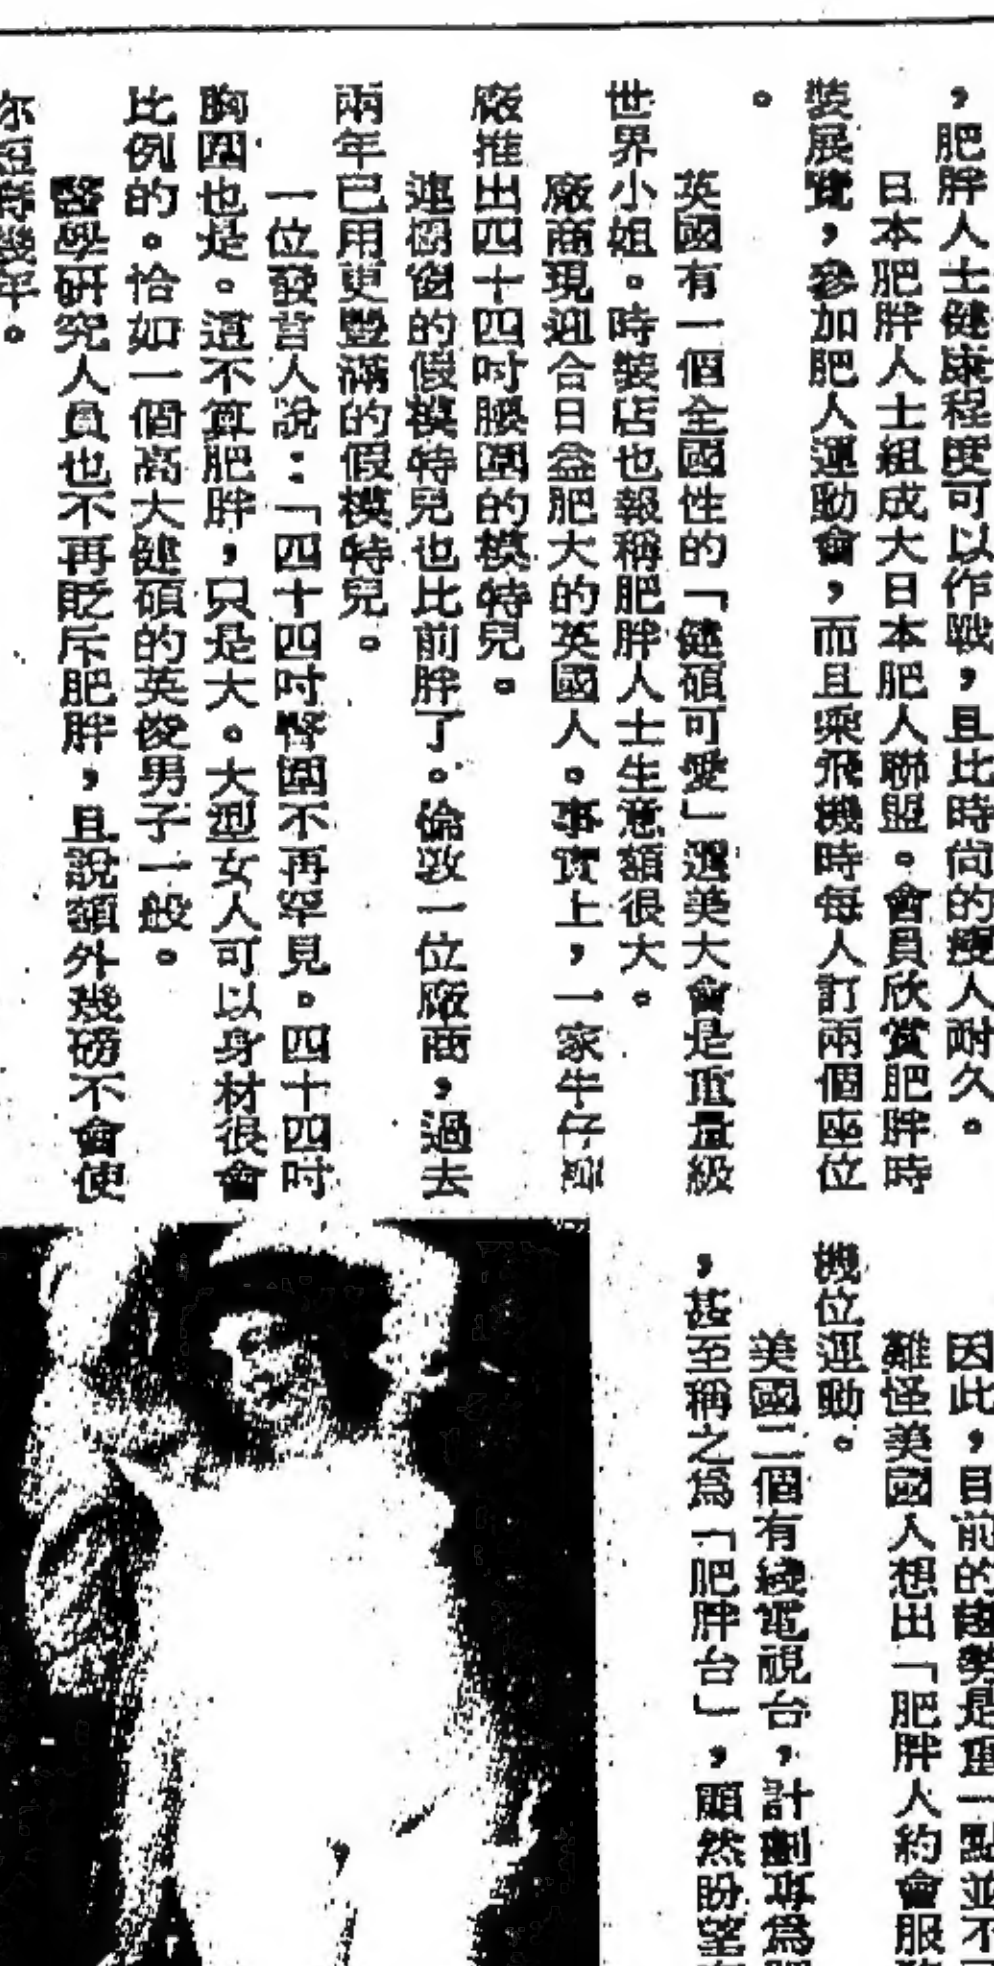 ，肥胖人士健康程度可以作戰，且比時尚的瘦人耐久。
日本肥胖人士組成大日本肥人聯盟。會員欣賞肥胖時
裝展覽，參加肥人運動會，而且乘飛機時每人訂兩個座位
。
英國有一個全國性的「健碩可愛」選美大會是重量級
世界小姐。時裝店也報稱肥胖人士生意額很大。
廠商現迎合日益肥大的英國人。事實上，一家牛仔褲
廠推出四十四吋腰圍的模特兒。
連櫥窗的假模特兒也比前胖了。倫敦一位廠商，過去
兩年已用更豐滿的假模特兒。
一位發言人說：「四十四吋臀圍不再罕見。四十四吋
胸圍也是。這不算肥胖，只是大。大型女人可以身材很會
比例的。恰如一個高大健碩的英俊男子一般。
醫學研究人員也不再貶斥肥胖，且說額外幾磅不會使
你短壽幾年。
因此，目前的趨勢是重一點並不
難怪美國人想出「肥胖人約會服
機位運動。
美國二個有綫電視台，計劃專為肥
，甚至稱之為「肥胖台」，顯然盼望